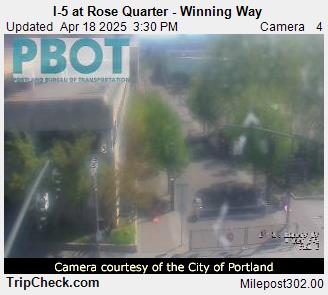 I-5 at Rose Quarter - Winning Way
Updated Apr 18 2025 3:30 PM Camera 4
PBOT
PORTLAND BUREAU OF TRANSPORTATION
Camera courtesy of the City of Portland
TripCheck.com Milepost302.00